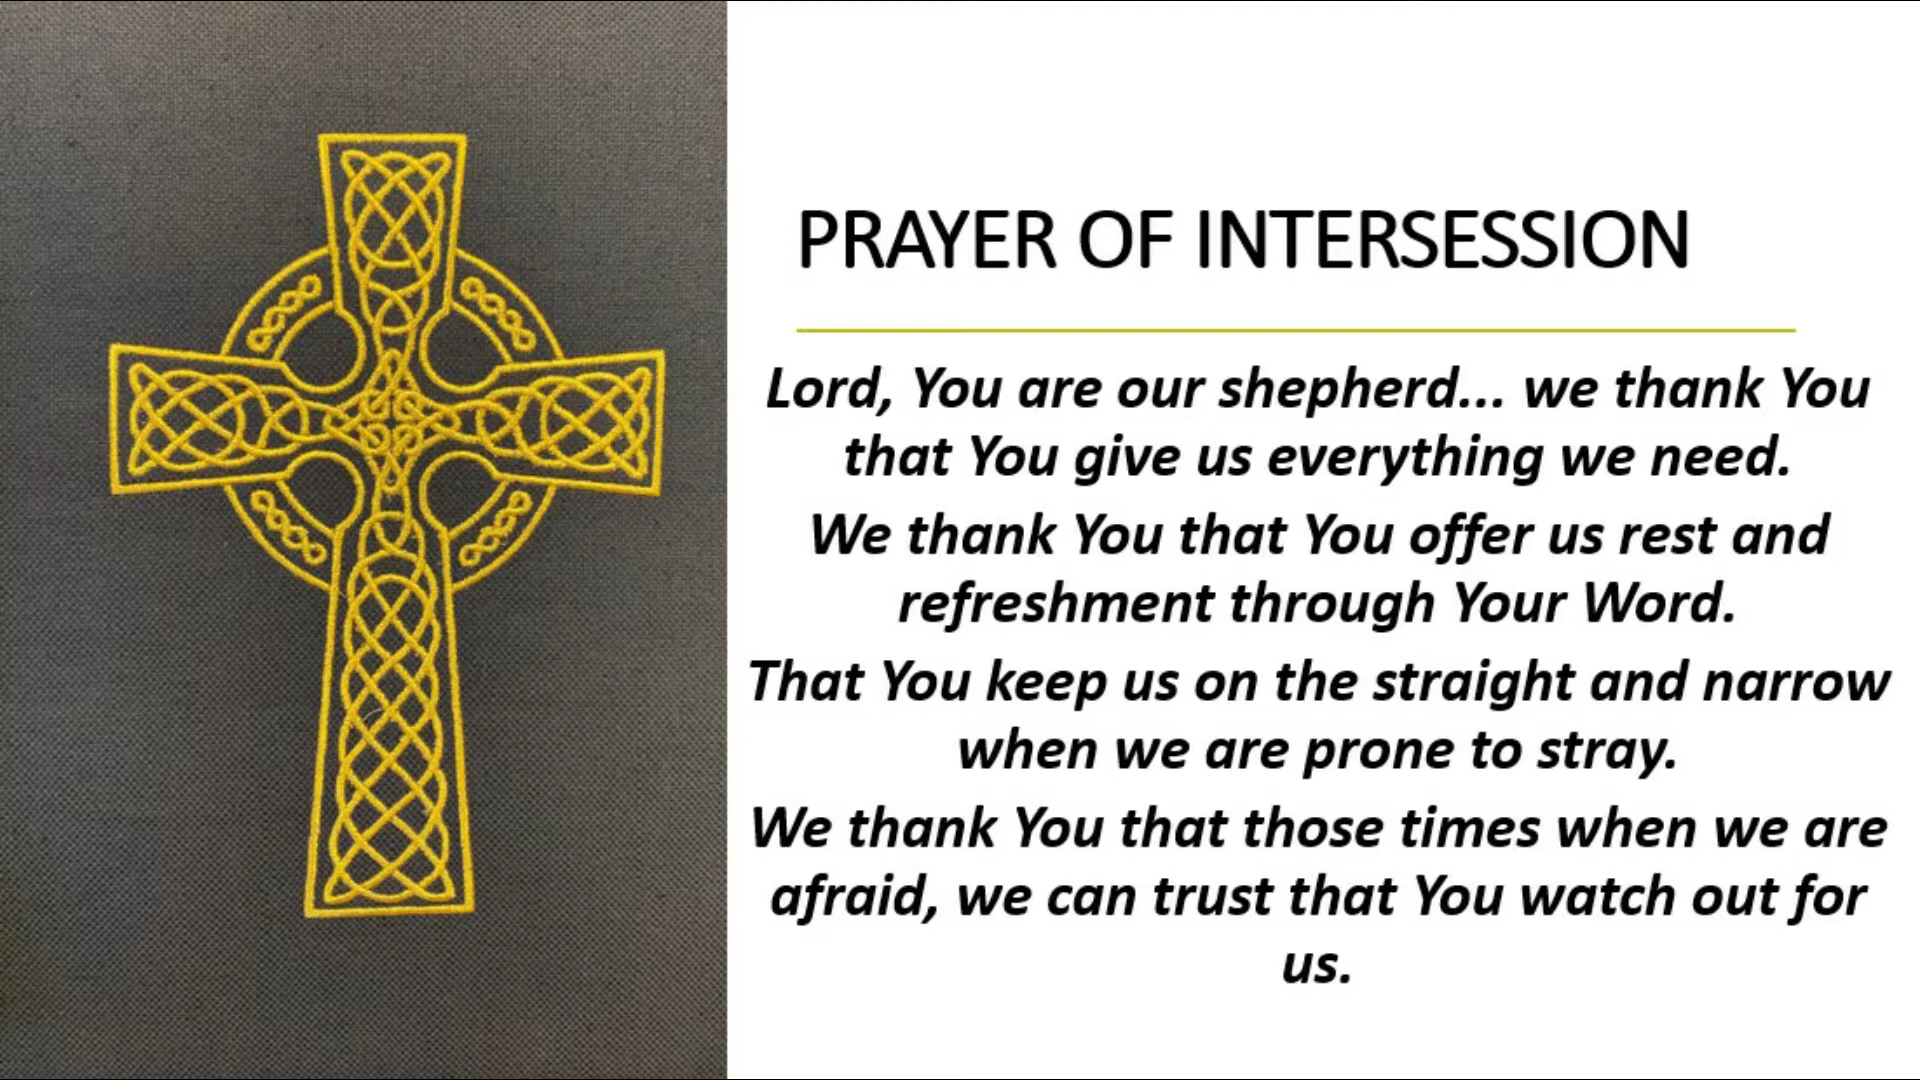 PRAYER OF INTERSESSION
Lord, You are our shepherd... we thank You
that You give us everything we need.
We thank You that You offer us rest and
refreshment through Your Word.
That You keep us on the straight and narrow
when we are prone to stray.
We thank You that those times when we are
afraid, we can trust that You watch out for
us.